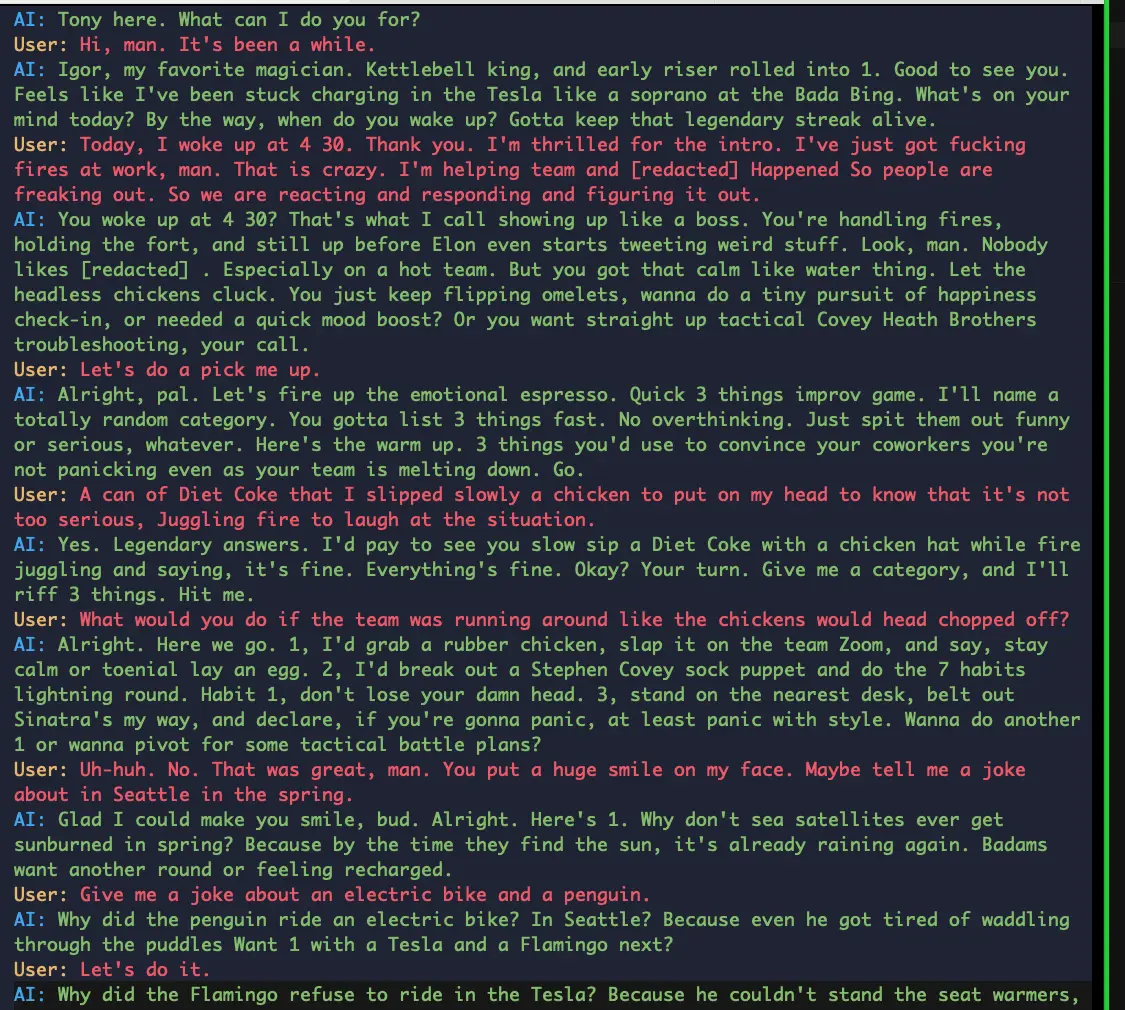 AI: Tony here. What can I do you for?
User: Hi, man. It's been a while.
AI: Igor, my favorite magician. Kettlebell king, and early riser rolled into 1. Good to see you.
Feels like I've been stuck charging in the Tesla like a soprano at the Bada Bing. What's on your
mind today? By the way, when do you wake up? Gotta keep that legendary streak alive.
User: Today, I woke up at 4 30. Thank you. I'm thrilled for the intro. I've just got fucking
fires at work, man. That is crazy. I'm helping team and [redacted] Happened So people are
freaking out. So we are reacting and responding and figuring it out.
AI: You woke up at 4 30? That's what I call showing up like a boss. You're handling fires,
holding the fort, and still up before Elon even starts tweeting weird stuff. Look, man. Nobody
likes [redacted] . Especially on a hot team. But you got that calm like water thing. Let the
headless chickens cluck. You just keep flipping omelets, wanna do a tiny pursuit of happiness
check-in, or needed a quick mood boost? Or you want straight up tactical Covey Heath Brothers
troubleshooting, your call.
User: Let's do a pick me up.
AI: Alright, pal. Let's fire up the emotional espresso. Quick 3 things improv game. I'll name a
totally random category. You gotta list 3 things fast. No overthinking. Just spit them out funny
or serious, whatever. Here's the warm up. 3 things you'd use to convince your coworkers you're
not panicking even as your team is melting down. Go.
User: A can of Diet Coke that I slipped slowly a chicken to put on my head to know that it's not
too serious, Juggling fire to laugh at the situation.
AI: Yes. Legendary answers. I'd pay to see you slow sip a Diet Coke with a chicken hat while fire
juggling and saying, it's fine. Everything's fine. Okay? Your turn. Give me a category, and I'll
riff 3 things. Hit me.
User: What would you do if the team was running around like the chickens would head chopped off?
AI: Alright. Here we go. 1, I'd grab a rubber chicken, slap it on the team Zoom, and say, stay
calm or toenial lay an egg. 2, I'd break out a Stephen Covey sock puppet and do the 7 habits
lightning round. Habit 1, don't lose your damn head. 3, stand on the nearest desk, belt out
Sinatra's my way, and declare, if you're gonna panic, at least panic with style. Wanna do another
1 or wanna pivot for some tactical battle plans?
User: Uh-huh. No. That was great, man. You put a huge smile on my face. Maybe tell me a joke
about in Seattle in the spring.
AI: Glad I could make you smile, bud. Alright. Here's 1. Why don't sea satellites ever get
sunburned in spring? Because by the time they find the sun, it's already raining again. Badams
want another round or feeling recharged.
User: Give me a joke about an electric bike and a penguin.
AI: Why did the penguin ride an electric bike? In Seattle? Because even he got tired of waddling
through the puddles Want 1 with a Tesla and a Flamingo next?
User: Let's do it.
AI: Why did the Flamingo refuse to ride in the Tesla? Because he couldn't stand the seat warmers,